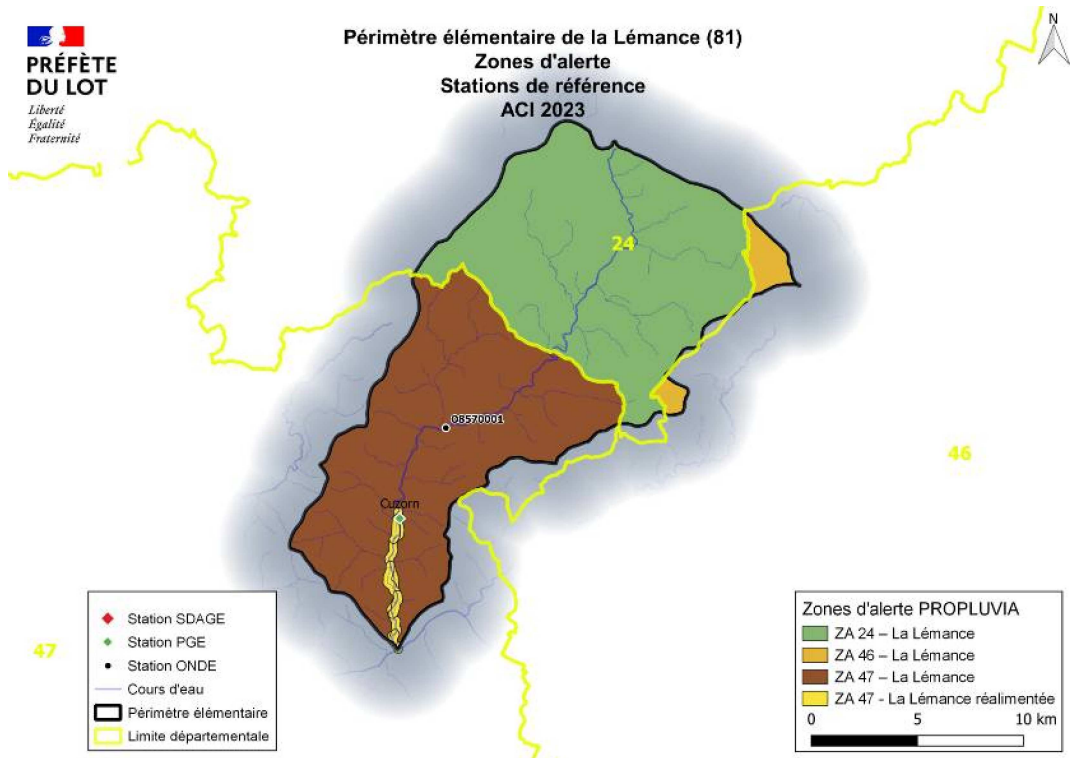 Périmètre élémentaire de la Lémance (81)
Zones d'alerte
Stations de référence
ACI 2023
PRÉFÈTE
DU LOT
Liberté
Égalité
Fraternité
N
24
O8570001
46
Cuzorn
47
Station SDAGE
Station PGE
Station ONDE
Cours d'eau
Périmètre élémentaire
Limite départementale
Zones d'alerte PROPLUVIA
ZA 24 – La Lémance
ZA 46 – La Lémance
ZA 47 – La Lémance
ZA 47 - La Lémance réalimentée
0 5 10 km